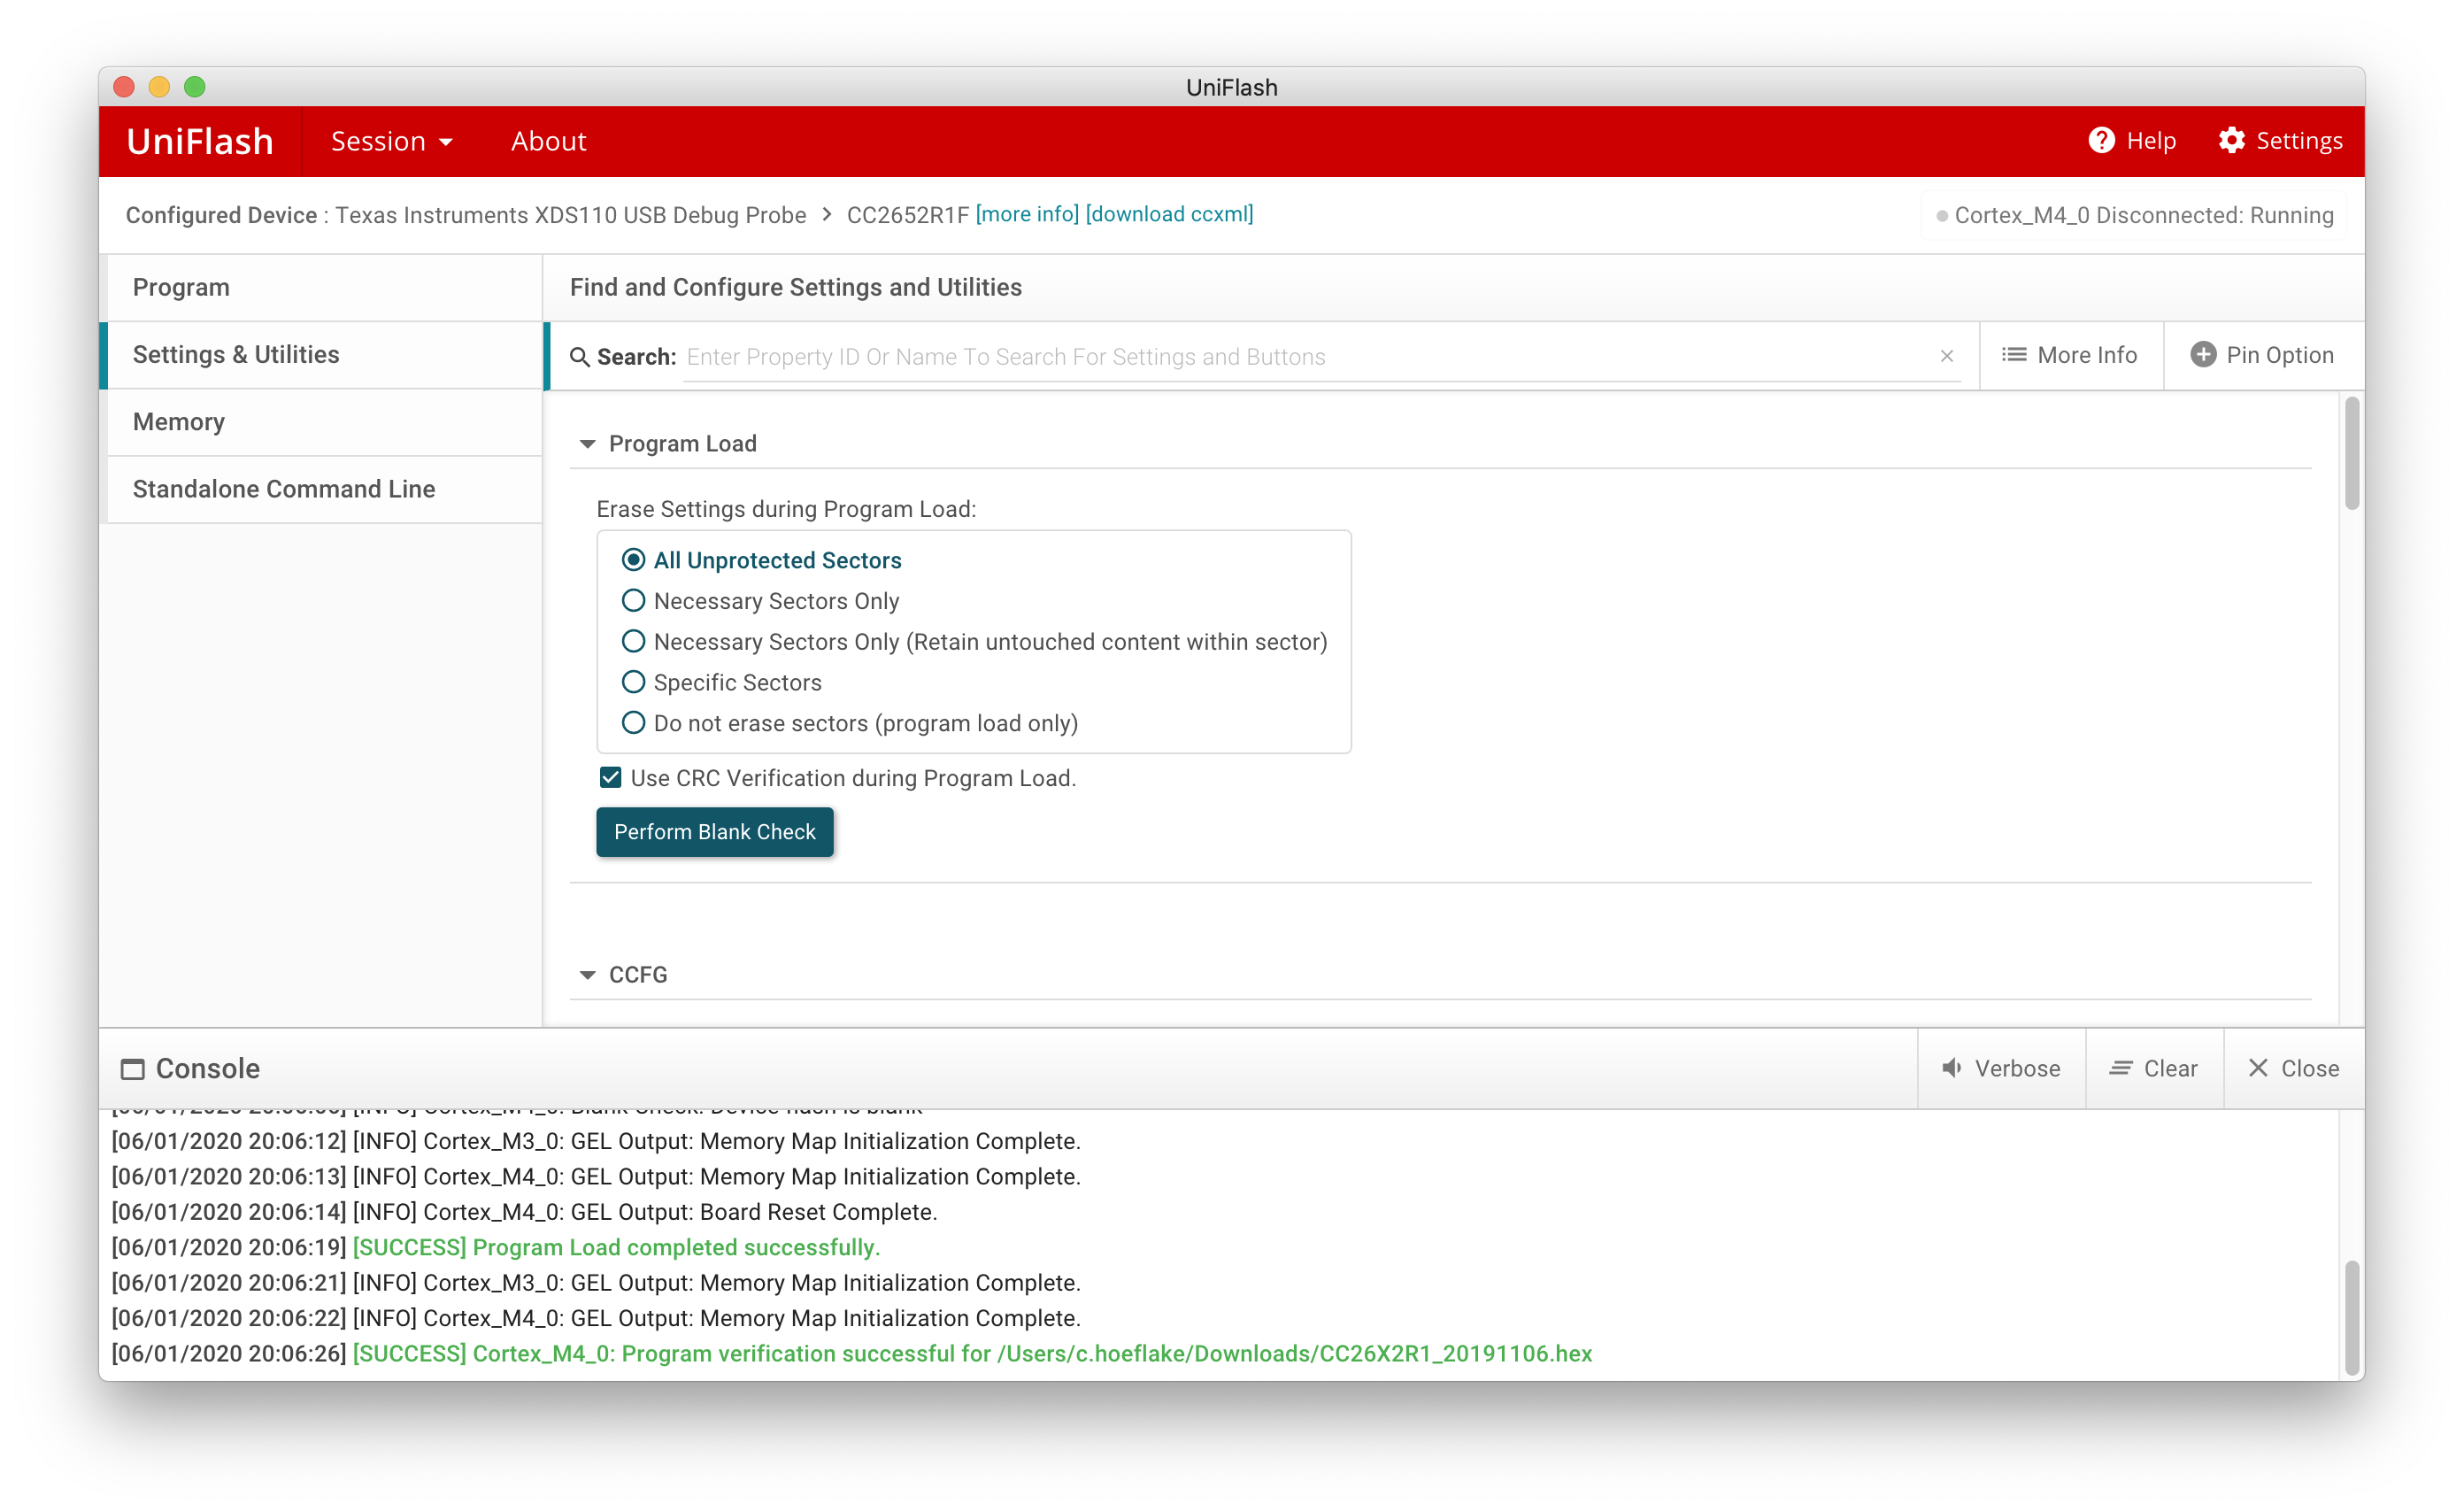 UniFlash
UniFlash Session About Help Settings
Configured Device : Texas Instruments XDS110 USB Debug Probe > CC2652R1F [more info] [download ccxml] Cortex_M4_0 Disconnected: Running
Program
Settings & Utilities
Memory
Standalone Command Line
Find and Configure Settings and Utilities
Search: Enter Property ID Or Name To Search For Settings and Buttons × More Info Pin Option
Program Load
Erase Settings during Program Load:
All Unprotected Sectors
Necessary Sectors Only
Necessary Sectors Only (Retain untouched content within sector)
Specific Sectors
Do not erase sectors (program load only)
Use CRC Verification during Program Load.
Perform Blank Check
CCFG
Console Verbose Clear Close
[INFO] Cortex_M4_0: Blank Check: Device flash is blank
[06/01/2020 20:06:12] [INFO] Cortex_M3_0: GEL Output: Memory Map Initialization Complete.
[06/01/2020 20:06:13] [INFO] Cortex_M4_0: GEL Output: Memory Map Initialization Complete.
[06/01/2020 20:06:14] [INFO] Cortex_M4_0: GEL Output: Board Reset Complete.
[06/01/2020 20:06:19] [SUCCESS] Program Load completed successfully.
[06/01/2020 20:06:21] [INFO] Cortex_M3_0: GEL Output: Memory Map Initialization Complete.
[06/01/2020 20:06:22] [INFO] Cortex_M4_0: GEL Output: Memory Map Initialization Complete.
[06/01/2020 20:06:26] [SUCCESS] Cortex_M4_0: Program verification successful for /Users/c.hoeflake/Downloads/CC26X2R1_20191106.hex